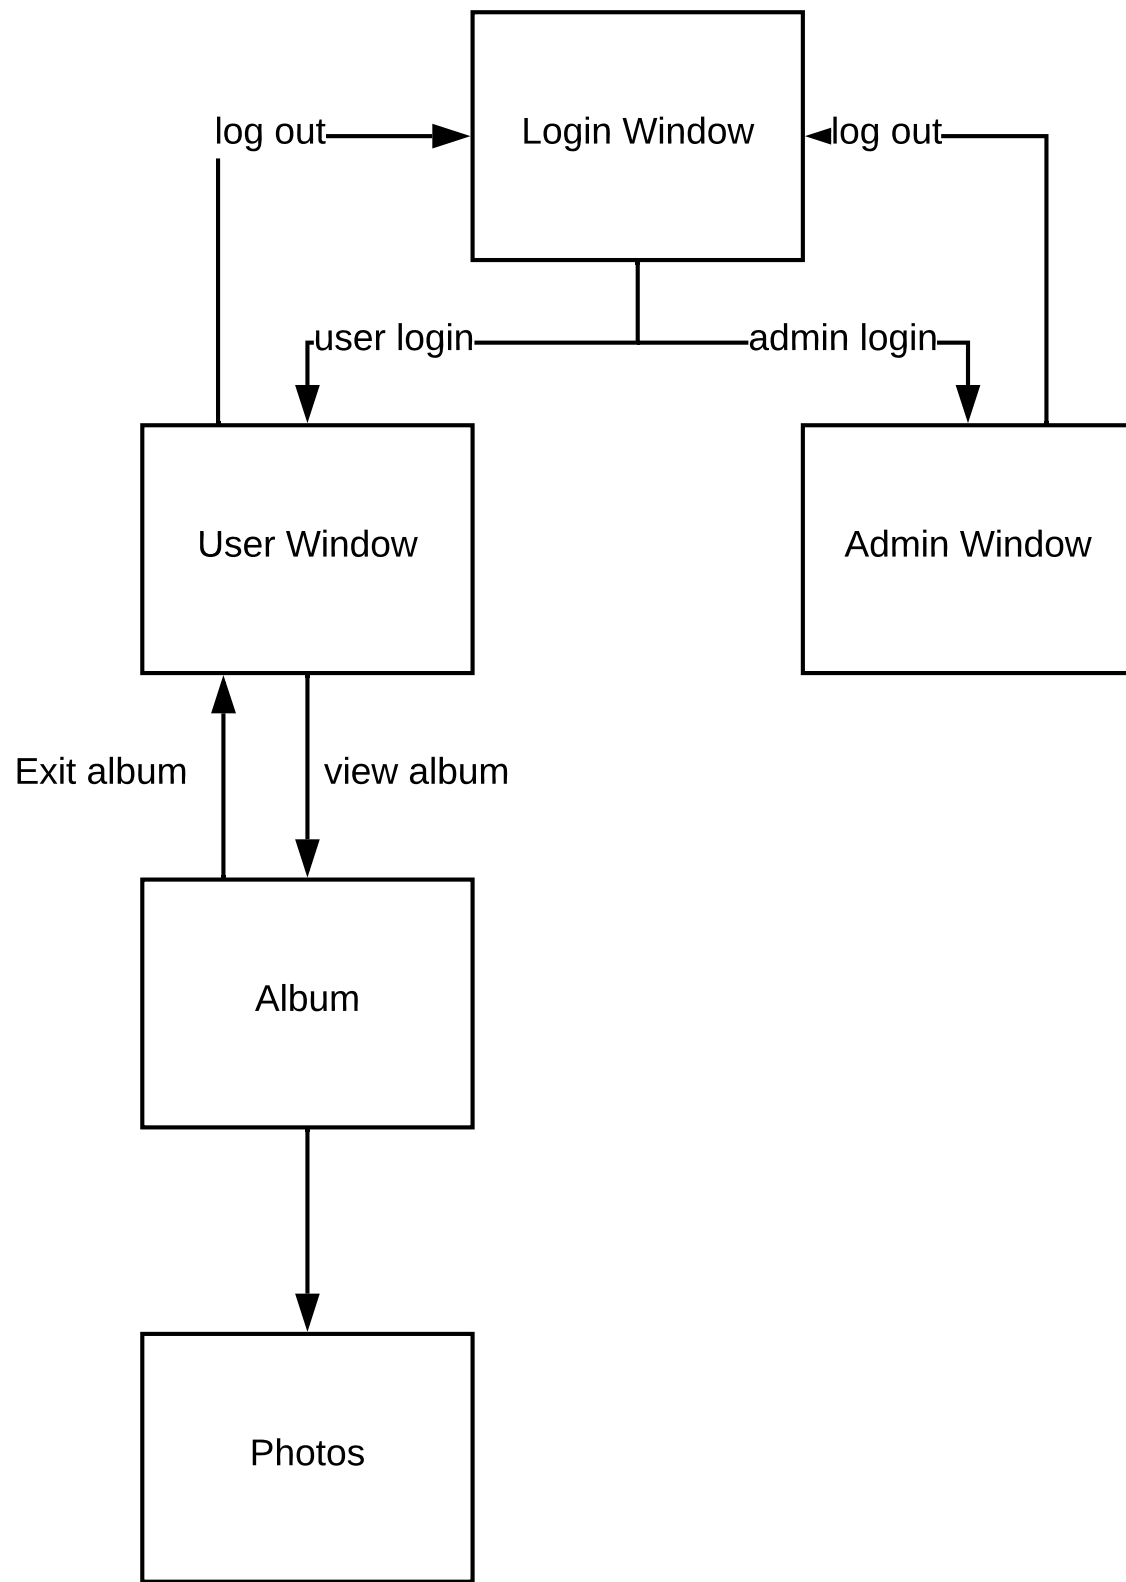 Login Window
log out
log out
user login
admin login
User Window
Admin Window
Exit album
view album
Album
Photos